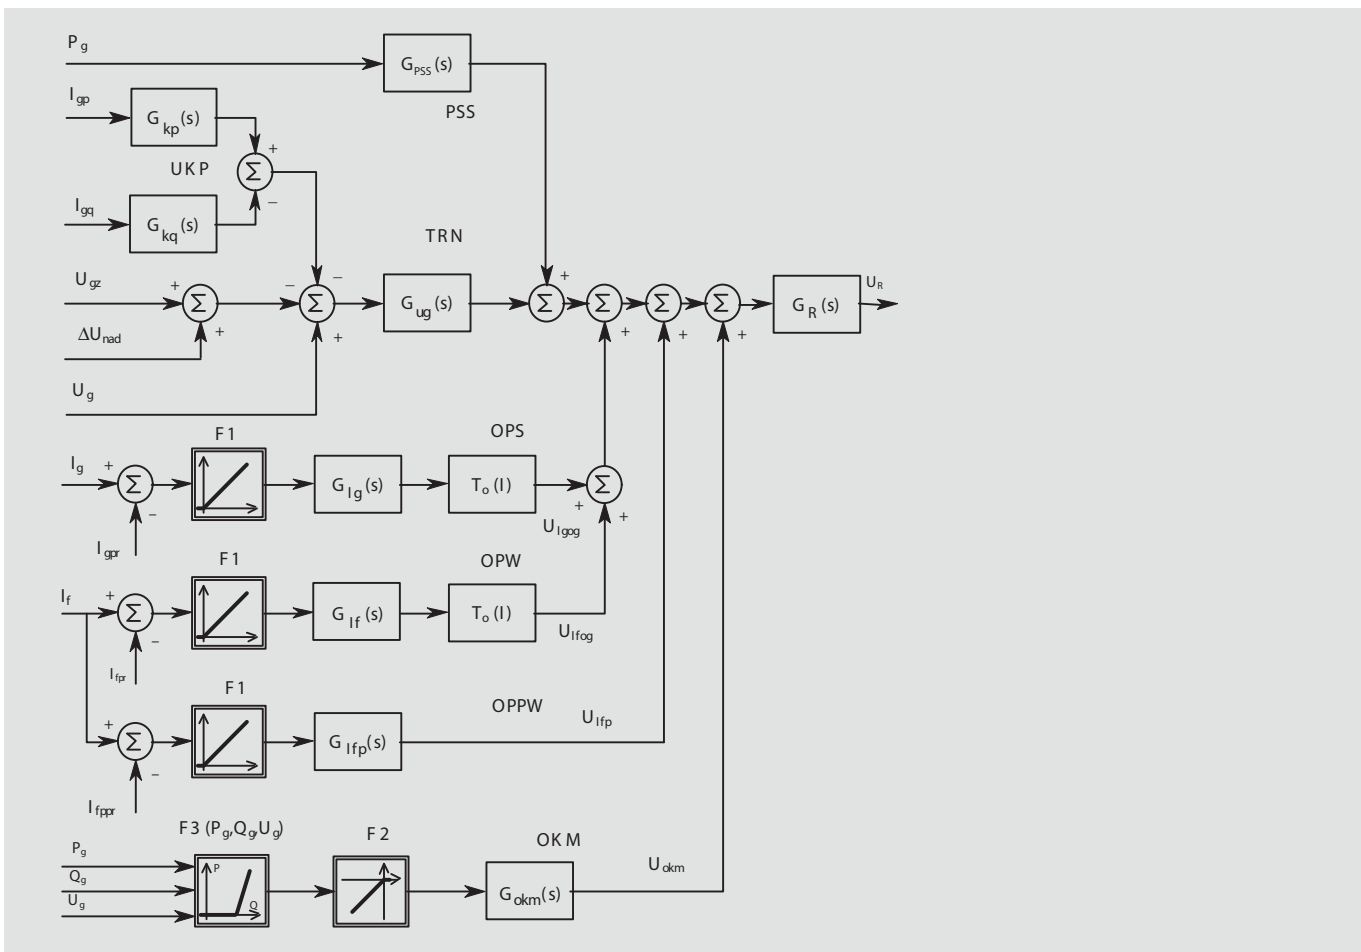 P g
G PSS (s)
PSS
I gp
G kp (s)
+
UKP
Σ
−
I gq
G kq (s)
TRN
U gz
+
Σ
+
−
−
Σ
+
G ug (s)
+
Σ
Σ
+
Σ
+
Σ
+
G R (s)
U R
ΔU nad
U g
F1
OPS
I g
+
Σ
−
G Ig (s)
T o (I)
Σ
+
+
U Igog
I gpr
F1
OPW
I f
+
Σ
−
G If (s)
T o (I)
U Ifog
I fpr
F1
OPPW
+
Σ
−
G Ifp (s)
U Ifp
I fppr
F3 (P g,Q g,U g)
F2
OKM
P g
Q g
U g
P
Q
G okm (s)
U okm